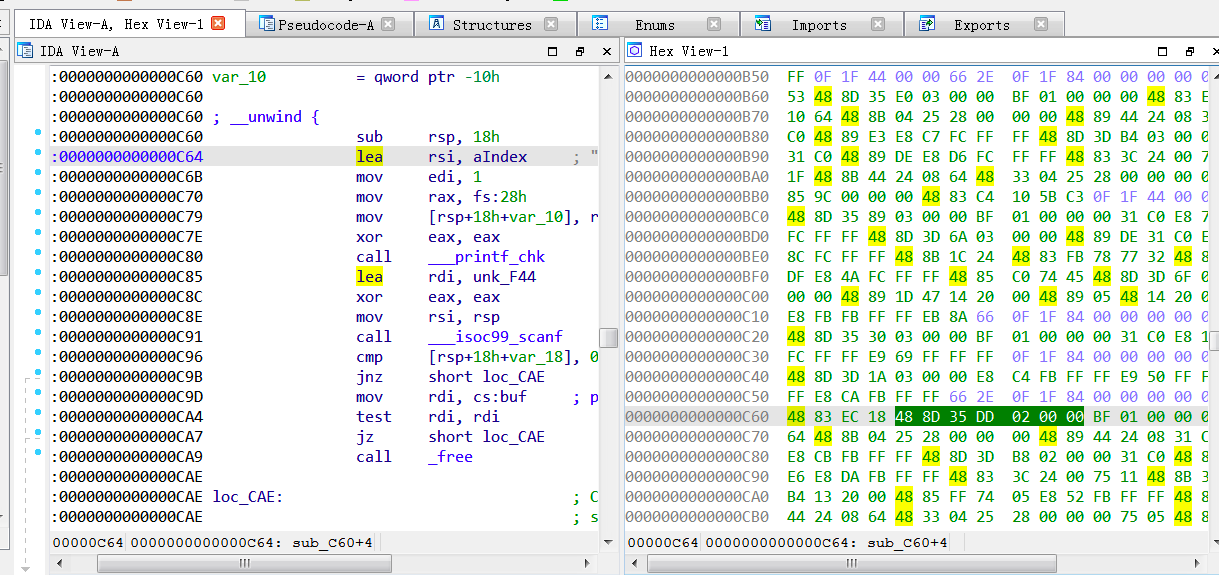 IDA View-A, Hex View-1
Pseudocode-A
Structures
Enums
Imports
Exports
IDA View-A
:0000000000000C60 var_10 = qword ptr -10h
:0000000000000C60
:0000000000000C60 ; __unwind {
:0000000000000C60 sub rsp, 18h
:0000000000000C64 lea rsi, aIndex ; "
:0000000000000C6B mov edi, 1
:0000000000000C70 mov rax, fs:28h
:0000000000000C79 mov [rsp+18h+var_10], r
:0000000000000C7E xor eax, eax
:0000000000000C80 call ___printf_chk
:0000000000000C85 lea rdi, unk_F44
:0000000000000C8C xor eax, eax
:0000000000000C8E mov rsi, rsp
:0000000000000C91 call ___isoc99_scanf
:0000000000000C96 cmp [rsp+18h+var_18], 0
:0000000000000C9B jnz short loc_CAE
:0000000000000C9D mov rdi, cs:buf ; p
:0000000000000CA4 test rdi, rdi
:0000000000000CA7 jz short loc_CAE
:0000000000000CA9 call _free
:0000000000000CAE
:0000000000000CAE loc_CAE: ; C
:0000000000000CAE ; s
00000C64 0000000000000C64: sub_C60+4
Hex View-1
0000000000000B50 FF 0F 1F 44 00 00 66 2E 0F 1F 84 00 00 00 00 0
0000000000000B60 53 48 8D 35 E0 03 00 00 BF 01 00 00 00 48 83 E
0000000000000B70 10 64 48 8B 04 25 28 00 00 00 48 89 44 24 08 3
0000000000000B80 C0 48 89 E3 E8 C7 FC FF FF 48 8D 3D B4 03 00 0
0000000000000B90 31 C0 48 89 DE E8 D6 FC FF FF 48 83 3C 24 00 7
0000000000000BA0 1F 48 8B 44 24 08 64 48 33 04 25 28 00 00 00 0
0000000000000BB0 85 9C 00 00 00 48 83 C4 10 5B C3 0F 1F 44 00 0
0000000000000BC0 48 8D 35 89 03 00 00 BF 01 00 00 00 31 C0 E8 7
0000000000000BD0 FC FF FF 48 8D 3D 6A 03 00 00 48 89 DE 31 C0 E
0000000000000BE0 8C FC FF FF 48 8B 1C 24 48 83 FB 78 77 32 48 8
0000000000000BF0 DF E8 4A FC FF FF 48 85 C0 74 45 48 8D 3D 6F 0
0000000000000C00 00 00 48 89 1D 47 14 20 00 48 89 05 48 14 20 0
0000000000000C10 E8 FB FB FF FF EB 8A 66 0F 1F 84 00 00 00 00 0
0000000000000C20 48 8D 35 30 03 00 00 BF 01 00 00 00 31 C0 E8 1
0000000000000C30 FC FF FF E9 69 FF FF FF 0F 1F 84 00 00 00 00 0
0000000000000C40 48 8D 3D 1A 03 00 00 E8 C4 FB FF FF E9 50 FF F
0000000000000C50 FF E8 CA FB FF FF 66 2E 0F 1F 84 00 00 00 00 0
0000000000000C60 48 83 EC 18 48 8D 35 DD 02 00 00 BF 01 00 00 0
0000000000000C70 64 48 8B 04 25 28 00 00 00 48 89 44 24 08 31 C
0000000000000C80 E8 CB FB FF FF 48 8D 3D B8 02 00 00 31 C0 48 8
0000000000000C90 E6 E8 DA FB FF FF 48 83 3C 24 00 75 11 48 8B 3
0000000000000CA0 B4 13 20 00 48 85 FF 74 05 E8 52 FB FF FF 48 8
0000000000000CB0 44 24 08 64 48 33 04 25 28 00 00 00 75 05 48 8
00000C64 0000000000000C64: sub_C60+4